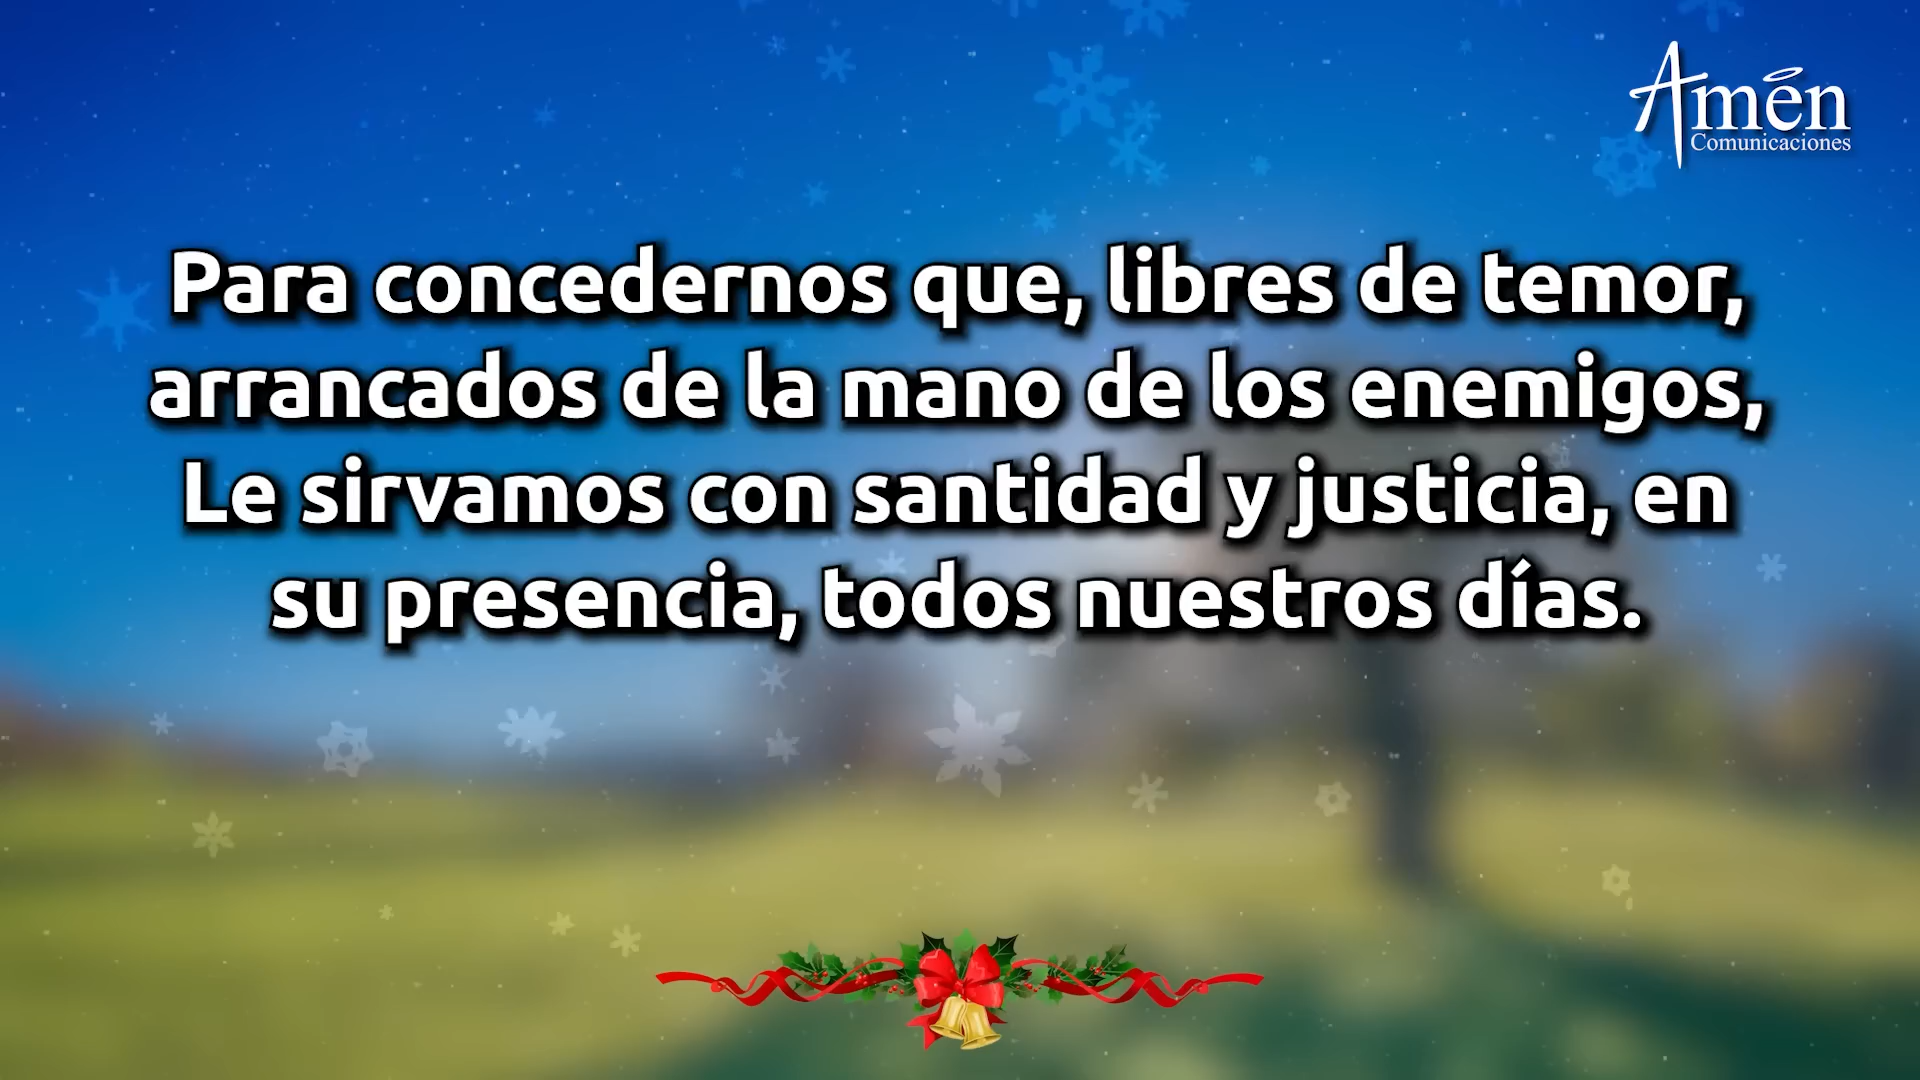 Amén
Comunicaciones
Para concedernos que, libres de temor,
arrancados de la mano de los enemigos,
Le sirvamos con santidad y justicia, en
su presencia, todos nuestros días.